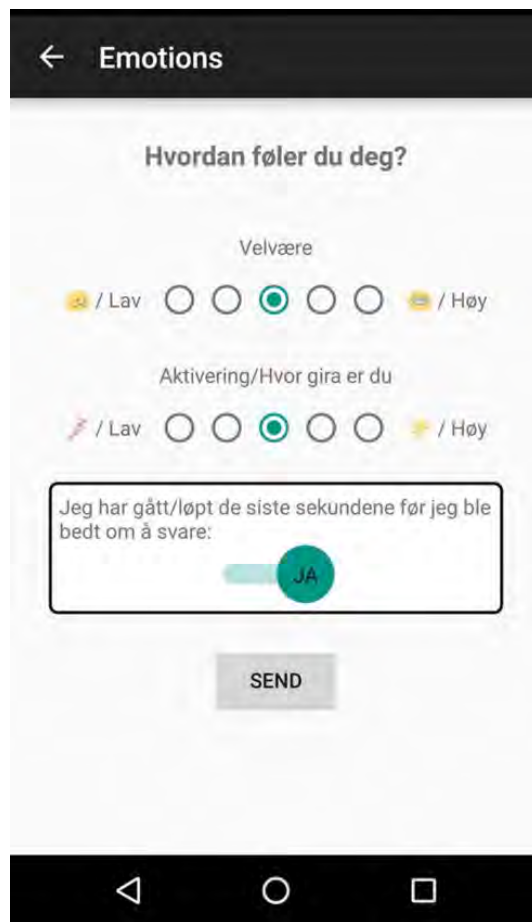 Emotions
Hvordan føler du deg?
Velvære
/ Lav / Høy
Aktivering/Hvor gira er du
/ Lav / Høy
Jeg har gått/løpt de siste sekundene før jeg ble
bedt om å svare:
JA
SEND